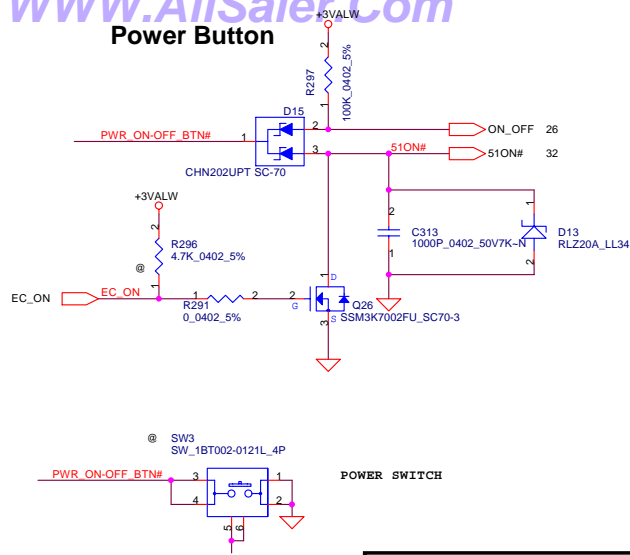 WWW.AllSaler.Com
Power Button
+3VALW
2
R297
100K_0402_5%
1
D15
PWR_ON-OFF_BTN#
1
2
ON_OFF 26
3
51ON#
51ON# 32
CHN202UPT SC-70
+3VALW
2
R296
4.7K_0402_5%
@
1
2
C313
1000P_0402_50V7K~N
1
1
D13
RLZ20A_LL34
2
EC_ON
EC_ON
1
2
R291
0_0402_5%
2
G
1
D
Q26
S
SSM3K7002FU_SC70-3
3
@ SW3
SW_1BT002-0121L_4P
PWR_ON-OFF_BTN#
3
1
4
2
5
6
POWER SWITCH